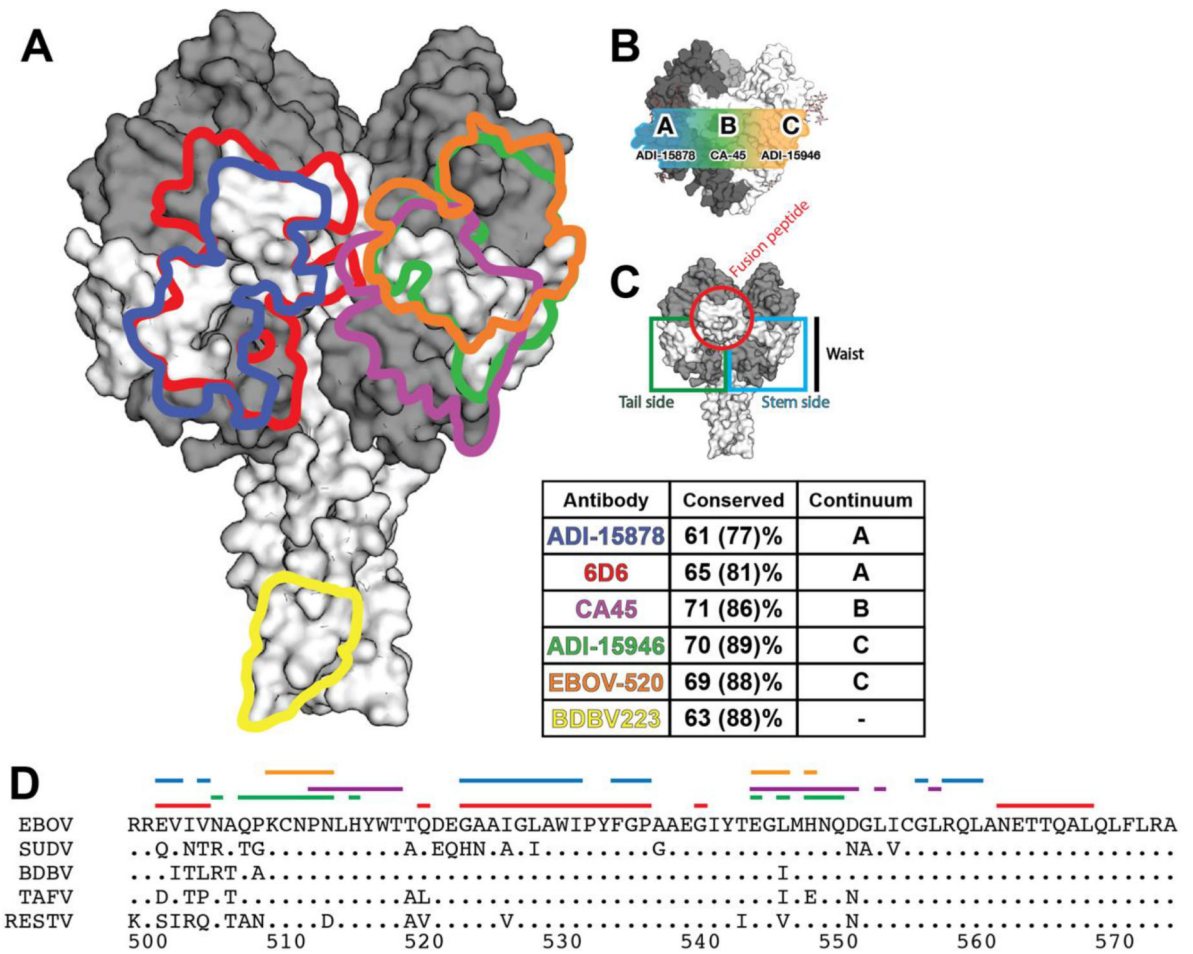 A
B
A B C
ADI-15878 CA-45 ADI-15946
C
Fusion peptide
Waist
Tail side Stem side
Antibody Conserved Continuum
ADI-15878 61 (77)% A
6D6 65 (81)% A
CA45 71 (86)% B
ADI-15946 70 (89)% C
EBOV-520 69 (88)% C
BDBV223 63 (88)% -
D
EBOV RREVIVNAQPKCNPNLHYWTTQDEGAAIGLAWIPYFGPAAEGIYTEGLMHNQDGLICGLRQLANETTQALQLFLRA
SUDV ..Q.NTR.TG..........A.EQHN.A.I........G.............NA.V....................
BDBV ...ITLRT.A.....................................I............................
TAFV ..D.TP.T............AL.........................I.E..N.......................
RESTV K.SIRQ.TAN....D.....AV.....V................I..V....N.......................
500 510 520 530 540 550 560 570